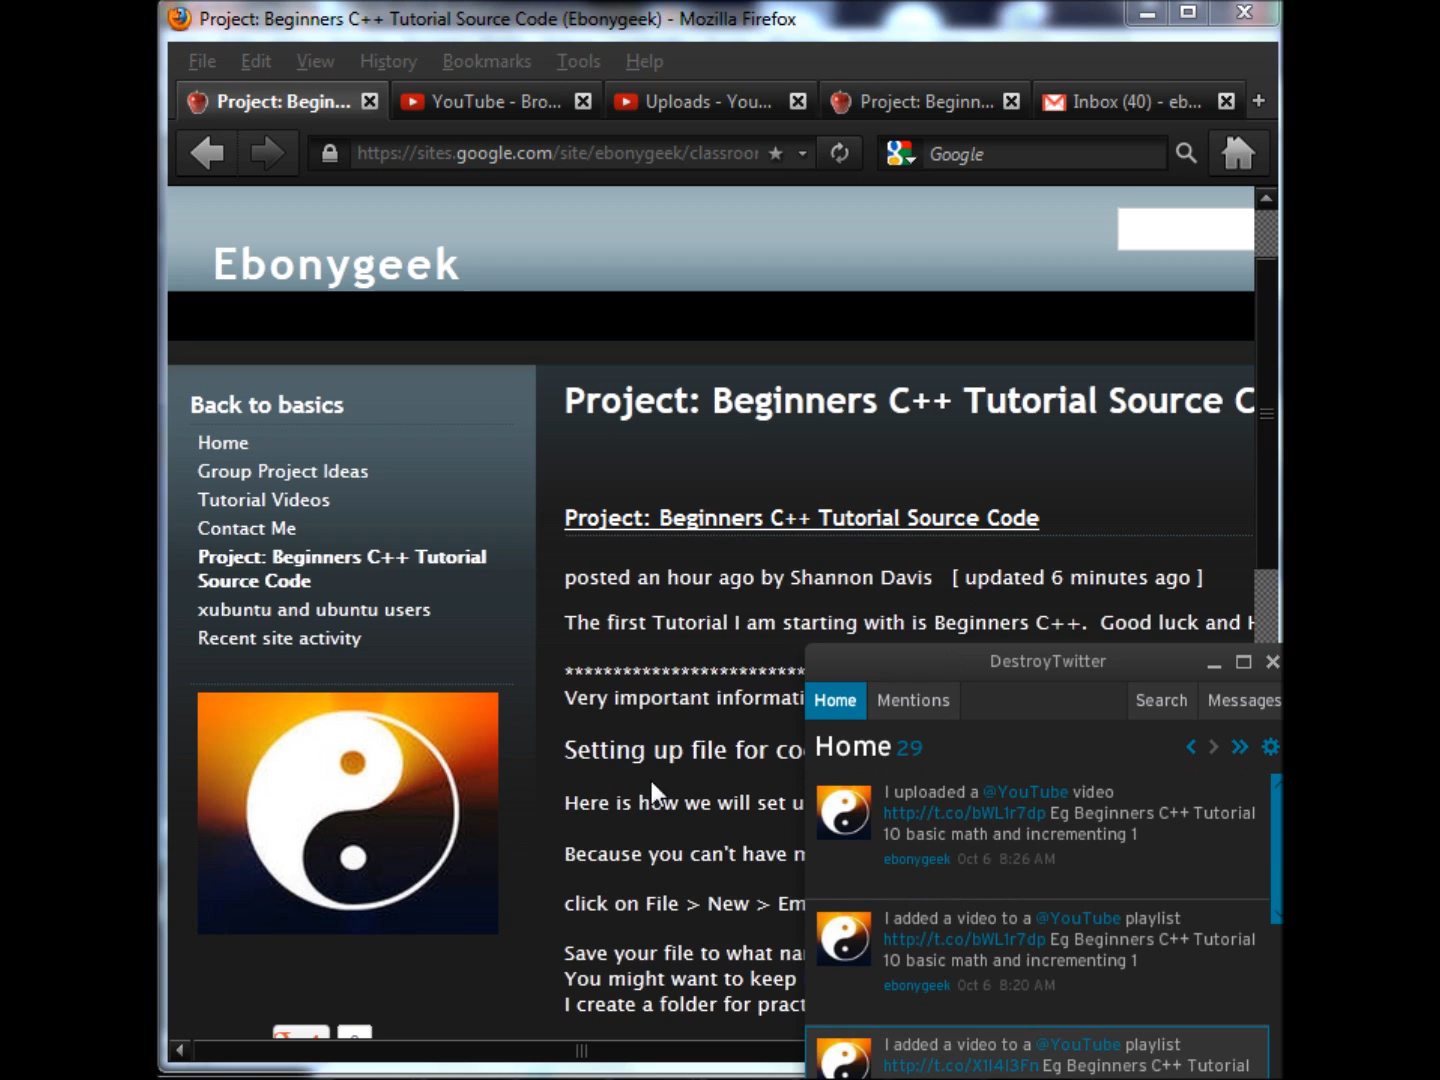 Project: Beginners C++ Tutorial Source Code (Ebonygeek) - Mozilla Firefox
File Edit View History Bookmarks Tools Help
Project: Begin... YouTube - Bro... Uploads - You... Project: Beginn... Inbox (40) - eb... +
https://sites.google.com/site/ebonygeek/classroor Google
Ebonygeek
Back to basics
Home
Group Project Ideas
Tutorial Videos
Contact Me
Project: Beginners C++ Tutorial
Source Code
xubuntu and ubuntu users
Recent site activity
Project: Beginners C++ Tutorial Source C
Project: Beginners C++ Tutorial Source Code
posted an hour ago by Shannon Davis [ updated 6 minutes ago ]
The first Tutorial I am starting with is Beginners C++. Good luck and H
************************
Very important informati
Setting up file for co
Here is how we will set u
Because you can't have
click on File > New > Em
Save your file to what na
You might want to keep
I create a folder for pract
DestroyTwitter
Home Mentions Search Messages
Home 29
I uploaded a @YouTube video
http://t.co/bWL1r7dp Eg Beginners C++ Tutorial
10 basic math and incrementing 1
ebonygeek Oct 6 8:26 AM
I added a video to a @YouTube playlist
http://t.co/bWL1r7dp Eg Beginners C++ Tutorial
10 basic math and incrementing 1
ebonygeek Oct 6 8:20 AM
I added a video to a @YouTube playlist
http://t.co/X1I4I3Fn Eg Beginners C++ Tutorial